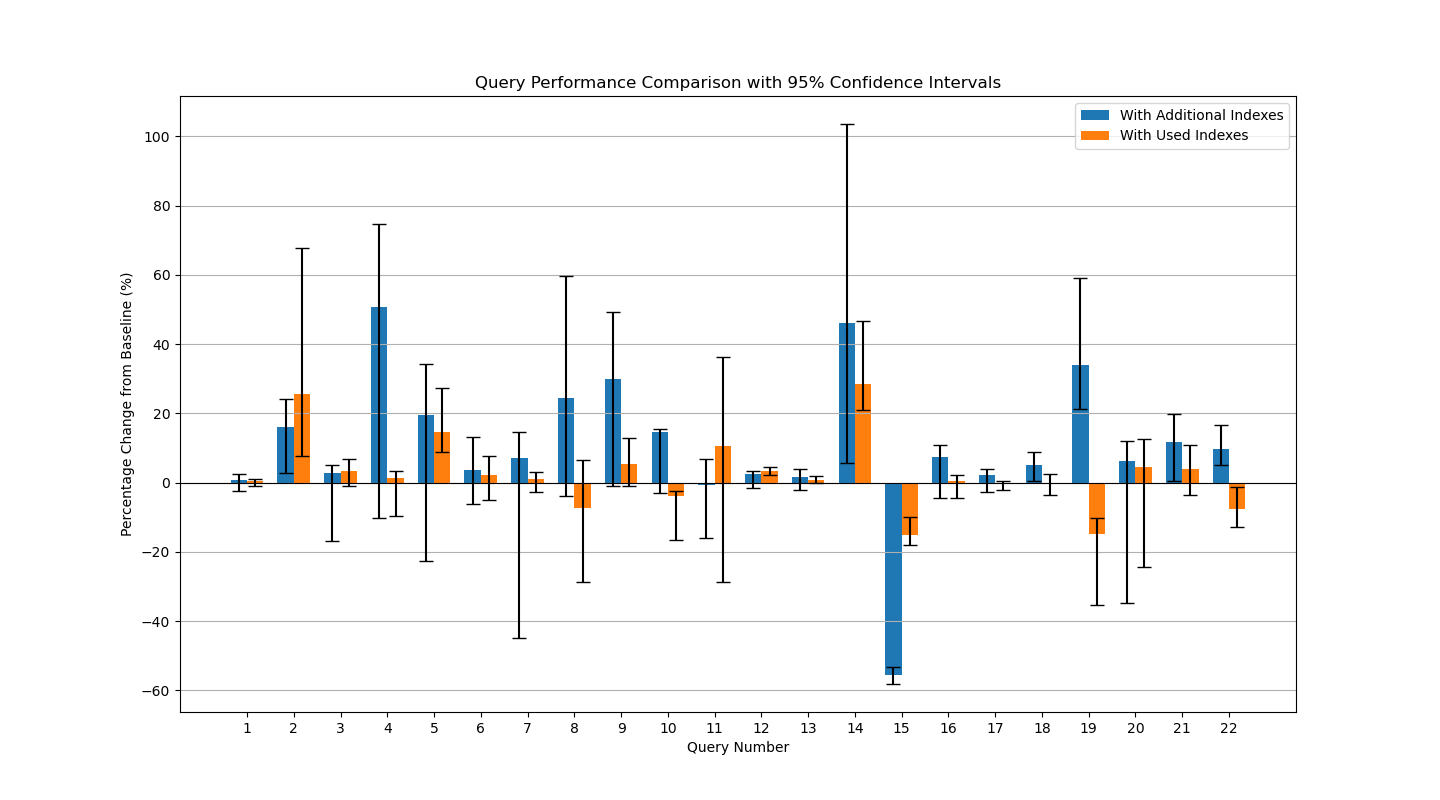 Query Performance Comparison with 95% Confidence Intervals
With Additional Indexes
With Used Indexes
Percentage Change from Baseline (%)
100
80
60
40
20
0
−20
−40
−60
1 2 3 4 5 6 7 8 9 10 11 12 13 14 15 16 17 18 19 20 21 22
Query Number